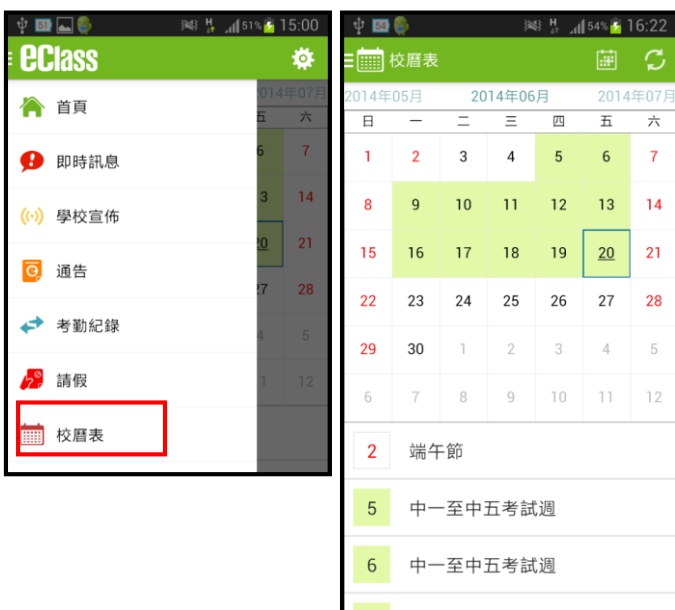 51 51% 15:00
eClass
2014年07月
五 六
首頁
6 7
即時訊息
3 14
學校宣佈
20 21
通告
27 28
考勤紀錄
4 5
請假
1 12
校曆表
54 54% 16:22
校曆表
2014年05月 2014年06月 2014年07月
日 一 二 三 四 五 六
1 2 3 4 5 6 7
8 9 10 11 12 13 14
15 16 17 18 19 20 21
22 23 24 25 26 27 28
29 30 1 2 3 4 5
6 7 8 9 10 11 12
2 端午節
5 中一至中五考試週
6 中一至中五考試週